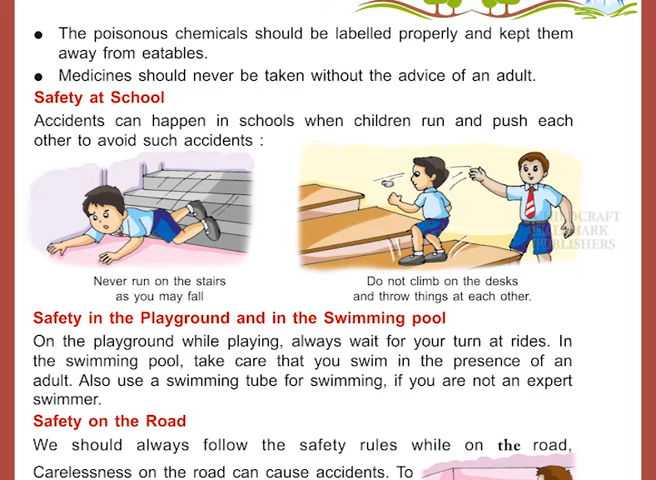 • The poisonous chemicals should be labelled properly and kept them
away from eatables.
• Medicines should never be taken without the advice of an adult.
Safety at School
Accidents can happen in schools when children run and push each
other to avoid such accidents :
Never run on the stairs
as you may fall
Do not climb on the desks
and throw things at each other.
Safety in the Playground and in the Swimming pool
On the playground while playing, always wait for your turn at rides. In
the swimming pool, take care that you swim in the presence of an
adult. Also use a swimming tube for swimming, if you are not an expert
swimmer.
Safety on the Road
We should always follow the safety rules while on the road,
Carelessness on the road can cause accidents. To
PUBLISHERS